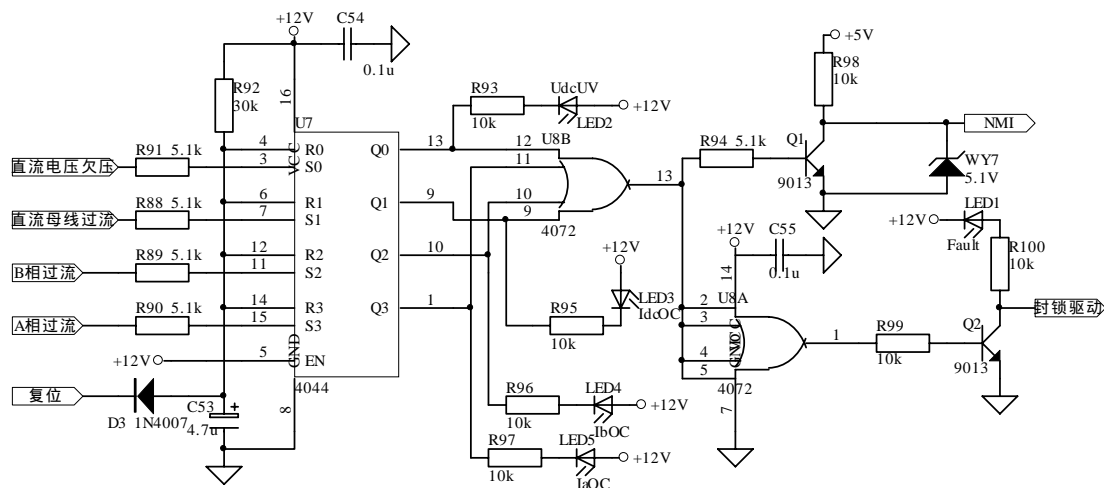 +12V
C54
0.1u
R92
30k
16
U7
VCC
4
R0
3
S0
6
R1
7
S1
12
R2
11
S2
14
R3
15
S3
5
EN
GND
4044
8
Q0
13
Q1
9
Q2
10
Q3
1
直流电压欠压
R91 5.1k
直流母线过流
R88 5.1k
B相过流
R89 5.1k
A相过流
R90 5.1k
+12V
复位
D3 1N4007
C53
4.7u
R93
10k
UdcUV
LED2
+12V
U8B
12
11
10
9
4072
13
+12V
LED3
IdcOC
R95
10k
R96
10k
LED4
IbOC
+12V
R97
10k
LED5
IaOC
+12V
R94 5.1k
Q1
9013
+5V
R98
10k
NMI
WY7
5.1V
+12V
C55
0.1u
14
U8A
2
3
4
5
VCC
GND
4072
7
1
R99
10k
Q2
9013
+12V
LED1
Fault
R100
10k
封锁驱动